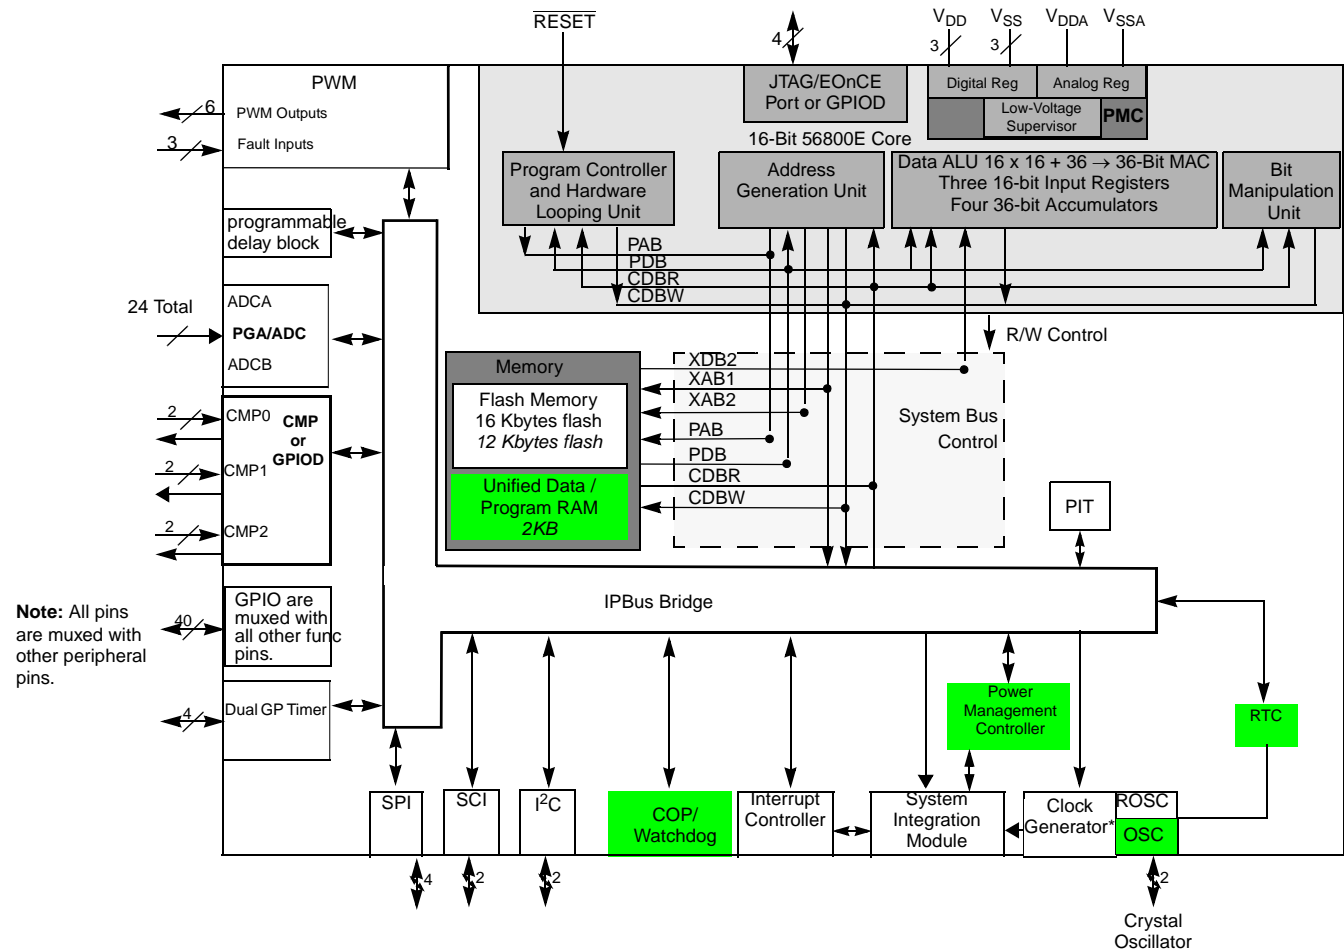 RESET
4
VDD
VSS
VDDA
VSSA
3
3
PWM
6
PWM Outputs
3
Fault Inputs
JTAG/EOnCE
Port or GPIOD
Digital Reg
Analog Reg
Low-Voltage
Supervisor
PMC
16-Bit 56800E Core
Program Controller
and Hardware
Looping Unit
Address
Generation Unit
Data ALU 16 x 16 + 36 → 36-Bit MAC
Three 16-bit Input Registers
Four 36-bit Accumulators
Bit
Manipulation
Unit
programmable
delay block
PAB
PDB
CDBR
CDBW
24 Total
ADCA
PGA/ADC
ADCB
R/W Control
Memory
Flash Memory
16 Kbytes flash
12 Kbytes flash
Unified Data /
Program RAM
2KB
XDB2
XAB1
XAB2
PAB
PDB
CDBR
CDBW
System Bus
Control
2
CMP0
CMP
or
GPIOD
2
CMP1
2
CMP2
PIT
IPBus Bridge
Note: All pins
are muxed with
other peripheral
pins.
40
GPIO are
muxed with
all other func
pins.
4
Dual GP Timer
Power
Management
Controller
RTC
SPI
SCI
I2C
COP/
Watchdog
Interrupt
Controller
System
Integration
Module
Clock
Generator*
ROSC
OSC
4
2
2
2
Crystal
Oscillator